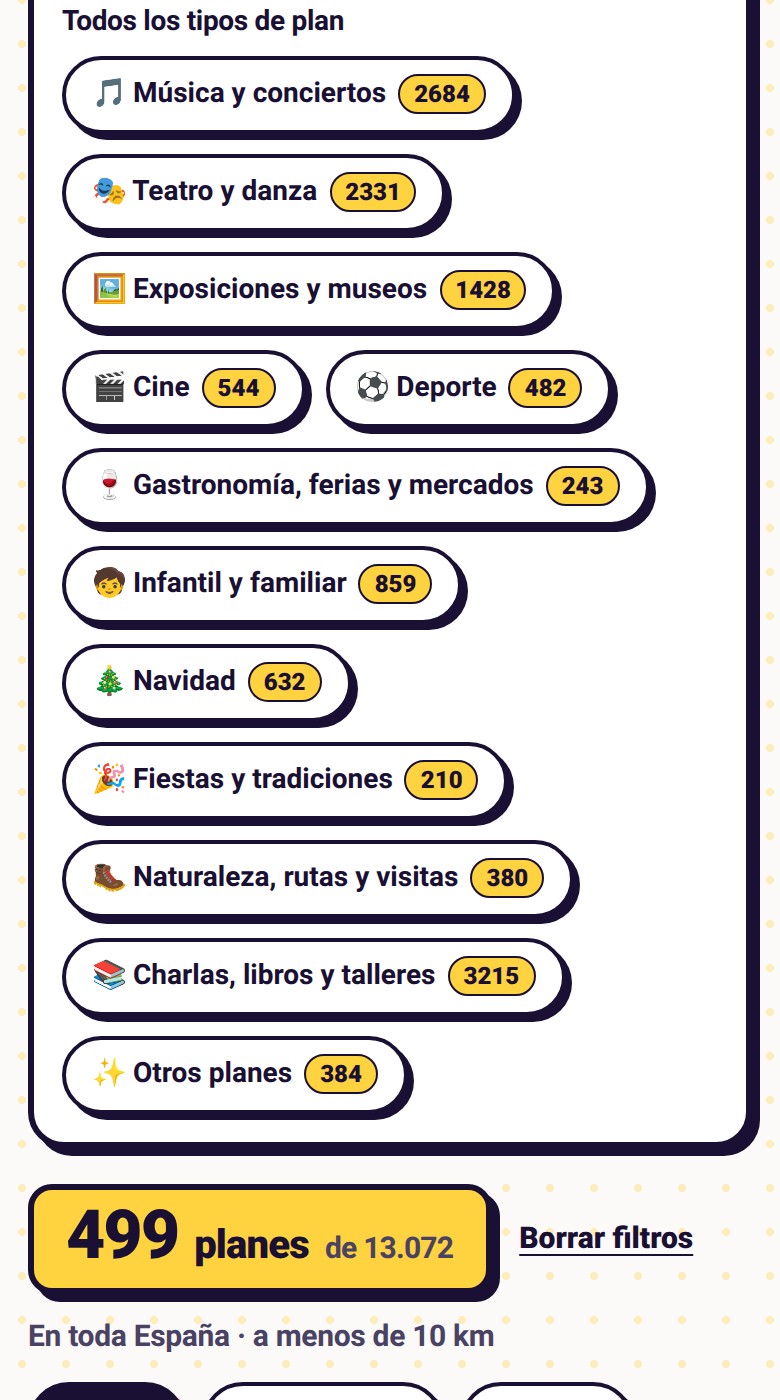 Todos los tipos de plan
Música y conciertos 2684
Teatro y danza 2331
Exposiciones y museos 1428
Cine 544 Deporte 482
Gastronomía, ferias y mercados 243
Infantil y familiar 859
Navidad 632
Fiestas y tradiciones 210
Naturaleza, rutas y visitas 380
Charlas, libros y talleres 3215
Otros planes 384
499 planes de 13.072 Borrar filtros
En toda España · a menos de 10 km